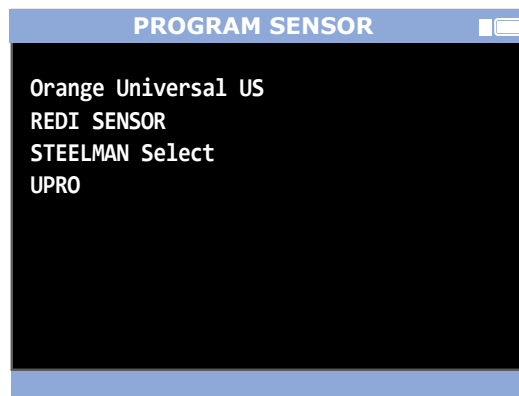 PROGRAM SENSOR
Orange Universal US
REDI SENSOR
STEELMAN Select
UPRO